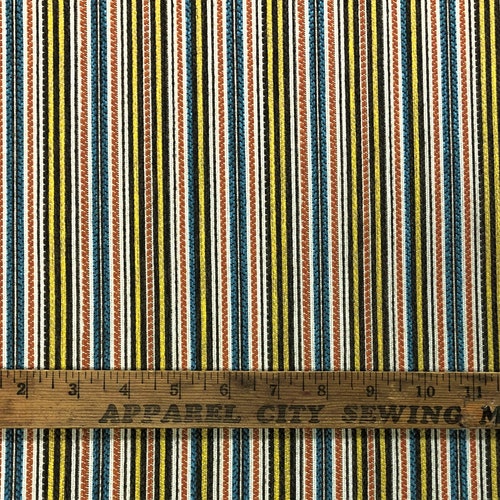 2 3 4 5 6 7 8 9 10 11
APPAREL CITY SEWING M